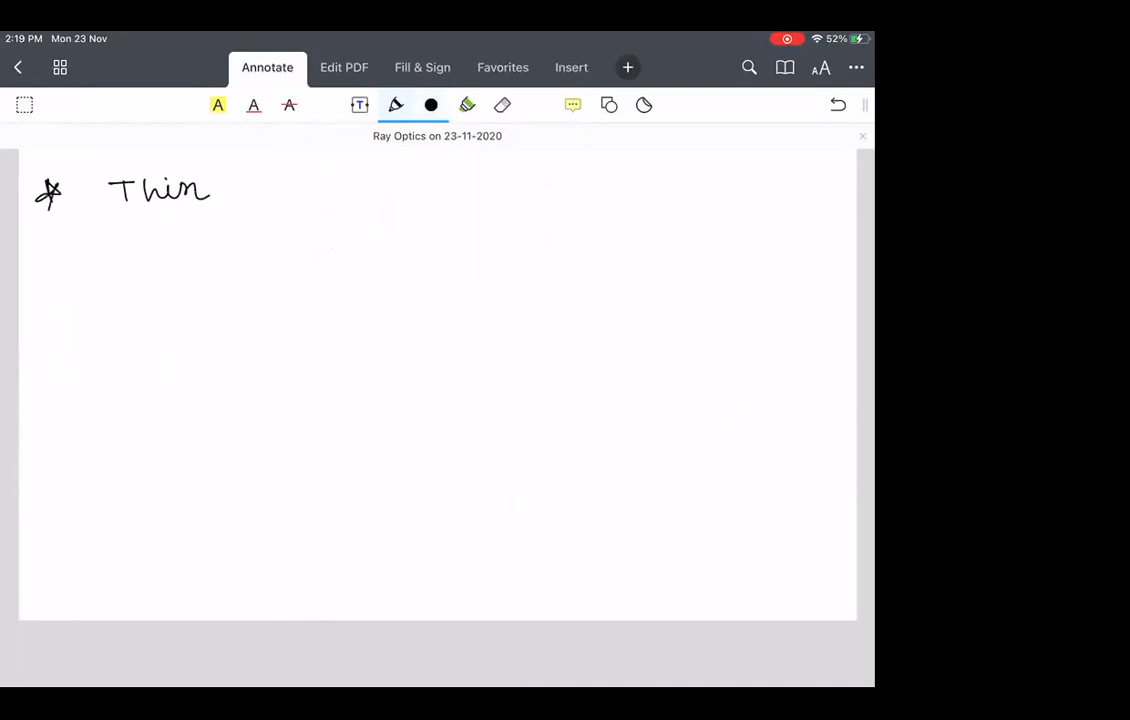 2:19 PM Mon 23 Nov 52%
Annotate Edit PDF Fill & Sign Favorites Insert AA
A A A T
Ray Optics on 23-11-2020
Thin